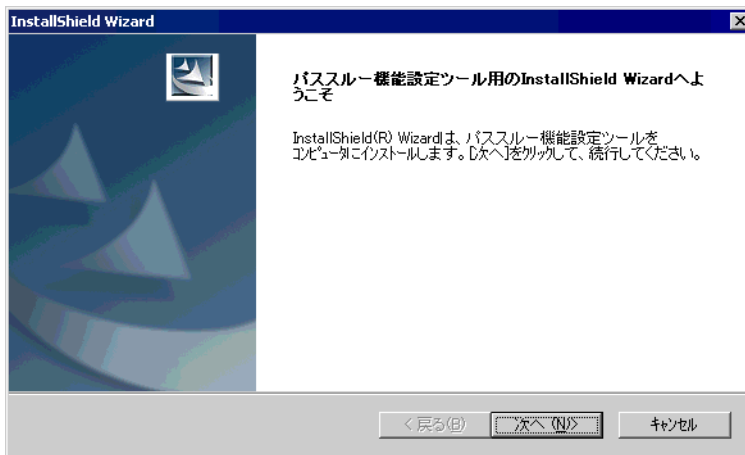 InstallShield Wizard
パススルー機能設定ツール用のInstallShield Wizardへよ
うこそ
InstallShield(R) Wizardは、パススルー機能設定ツールを
ｺﾝﾋﾟｭｰﾀにｲﾝｽﾄｰﾙします。[次へ]をｸﾘｯｸして、続行してください。
< 戻る(B)
次へ (N)>
ｷｬﾝｾﾙ